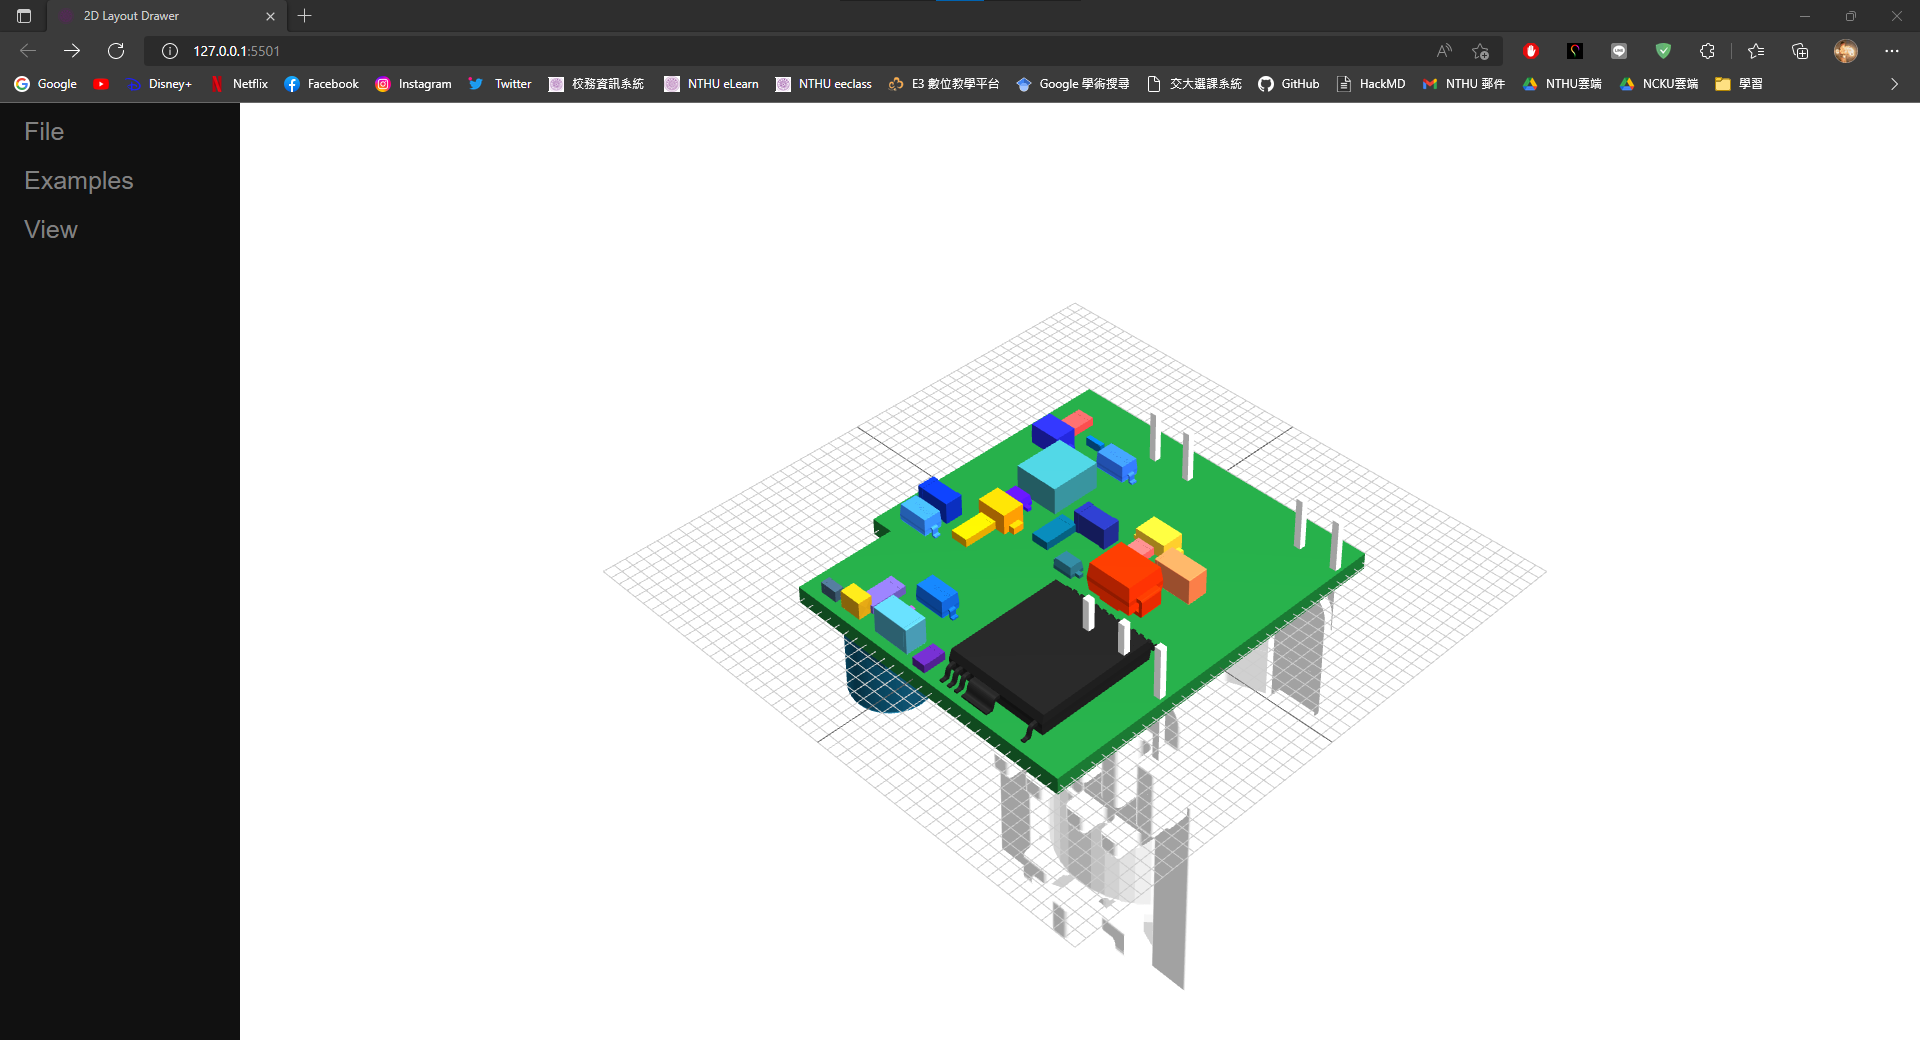 2D Layout Drawer
127.0.0.1:5501
Google Disney+ Netflix Facebook Instagram Twitter 校務資訊系統 NTHU eLearn NTHU eeclass E3 數位教學平台 Google 學術搜尋 交大選課系統 GitHub HackMD NTHU 郵件 NTHU雲端 NCKU雲端 學習
File
Examples
View